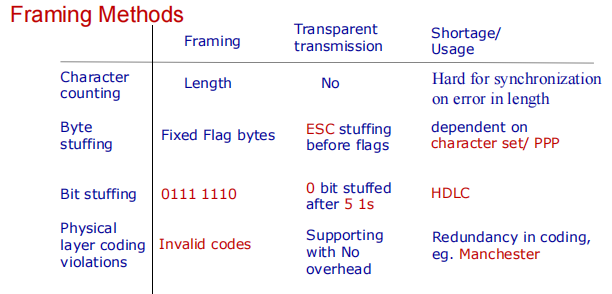 Framing Methods
Framing
Transparent
transmission
Shortage/
Usage
Character
counting
Length
No
Hard for synchronization
on error in length
Byte
stuffing
Fixed Flag bytes
ESC stuffing
before flags
dependent on
character set/ PPP
Bit stuffing
0111 1110
0 bit stuffed
after 5 1s
HDLC
Physical
layer coding
violations
Invalid codes
Supporting
with No
overhead
Redundancy in coding,
eg. Manchester